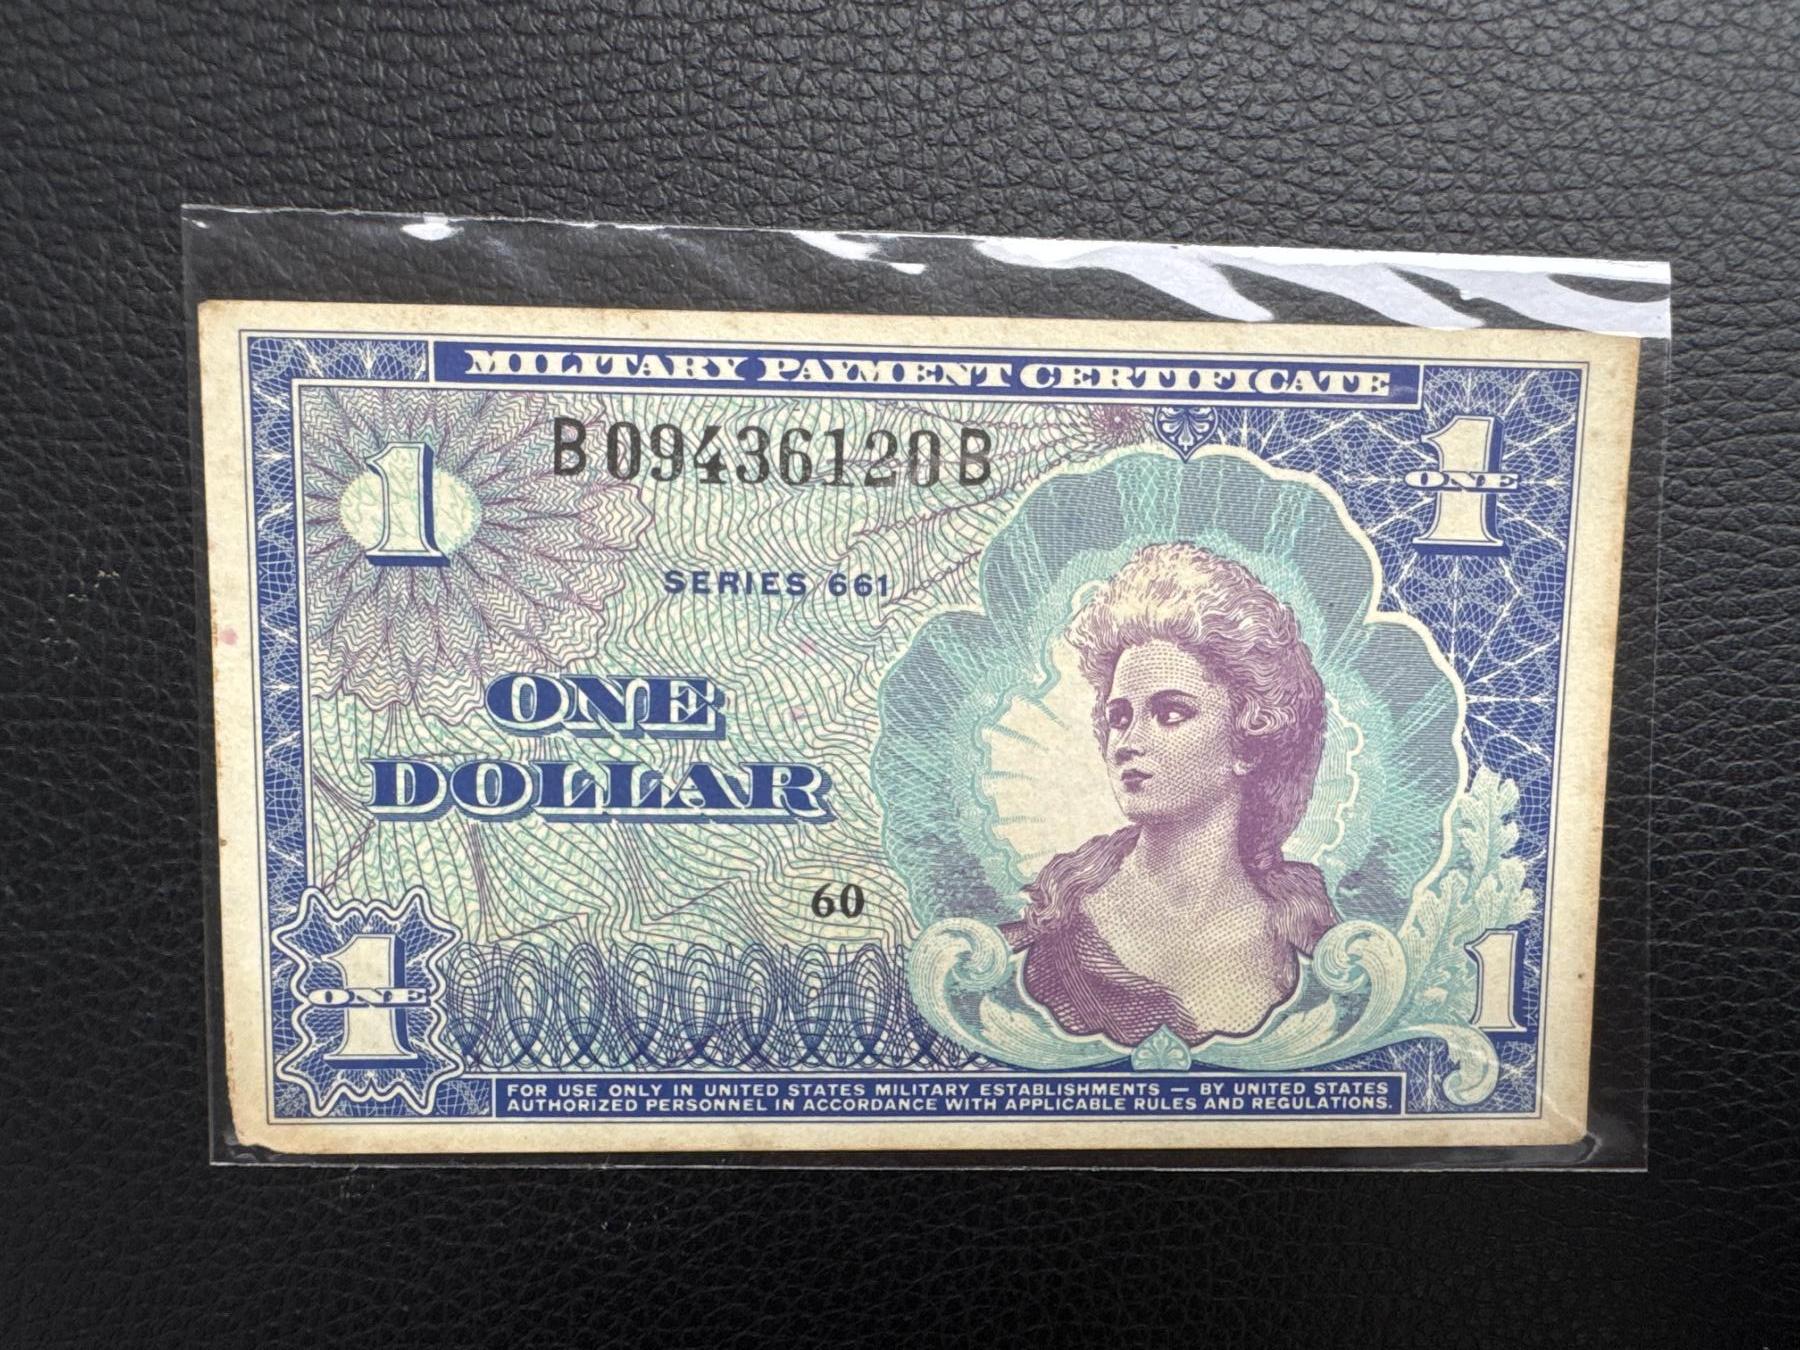 MILITARY PAYMENT CERTIFICATE
1
B09436120B
1
ONE
SERIES 661
ONE
DOLLAR
60
1
ONE
1
FOR USE ONLY IN UNITED STATES MILITARY ESTABLISHMENTS — BY UNITED STATES
AUTHORIZED PERSONNEL IN ACCORDANCE WITH APPLICABLE RULES AND REGULATIONS.